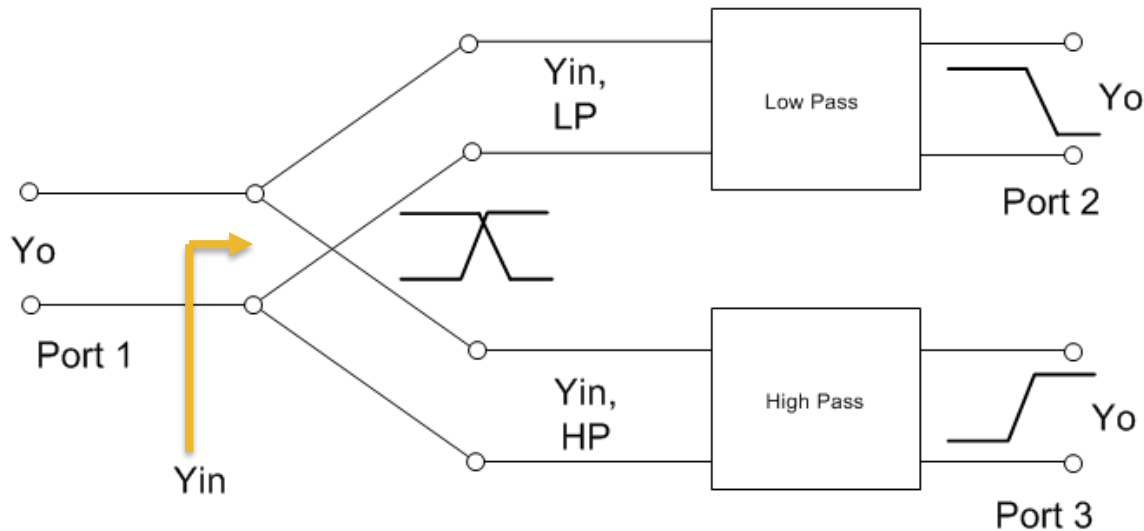 Yin,
LP
Low Pass
Yo
Port 2
Yo
Port 1
Yin
Yin,
HP
High Pass
Yo
Port 3